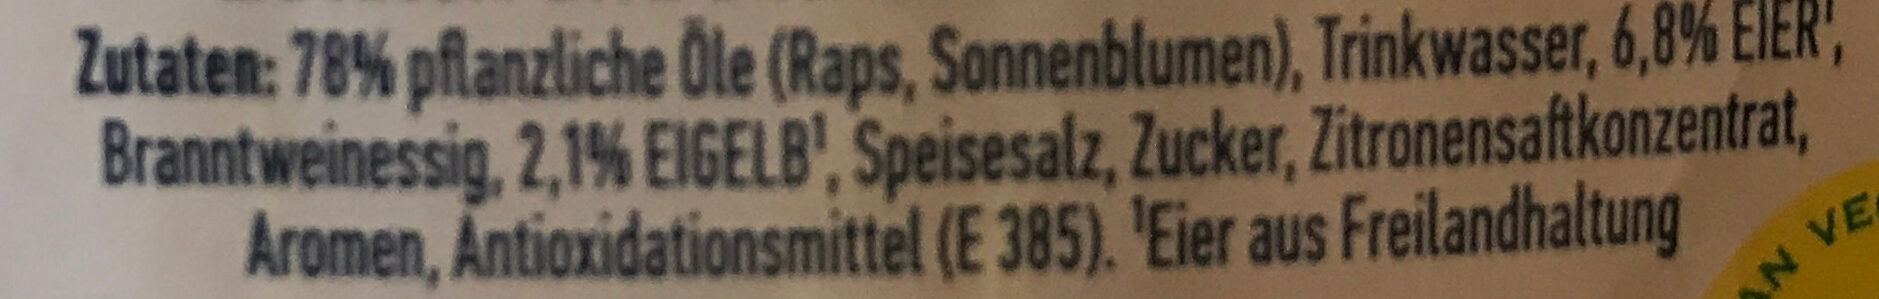 Zutaten: 78% pflanzliche Öle (Raps, Sonnenblumen), Trinkwasser, 6,8% EIER¹,
Branntweinessig, 2,1% EIGELB¹, Speisesalz, Zucker, Zitronensaftkonzentrat,
Aromen, Antioxidationsmittel (E 385). ¹Eier aus Freilandhaltung